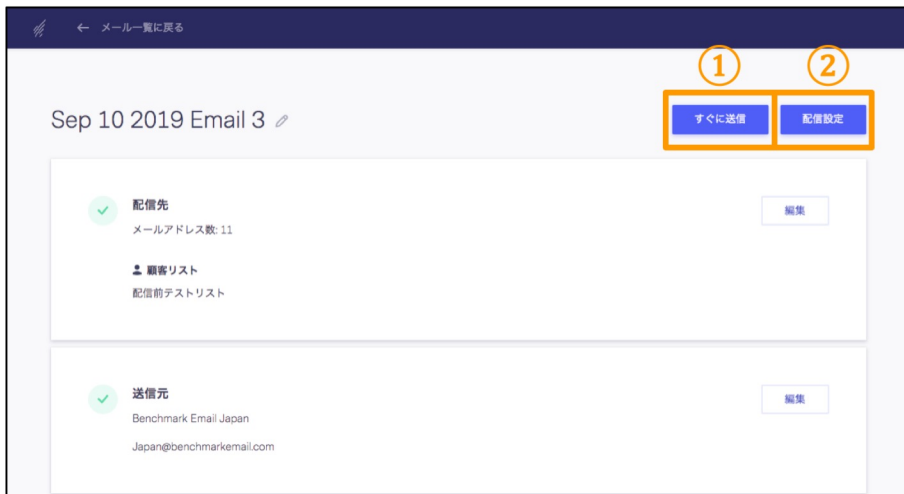 ← メール一覧に戻る
① ②
Sep 10 2019 Email 3
すぐに送信 配信設定
配信先
編集
メールアドレス数: 11
顧客リスト
配信前テストリスト
送信元
編集
Benchmark Email Japan
Japan@benchmarkemail.com